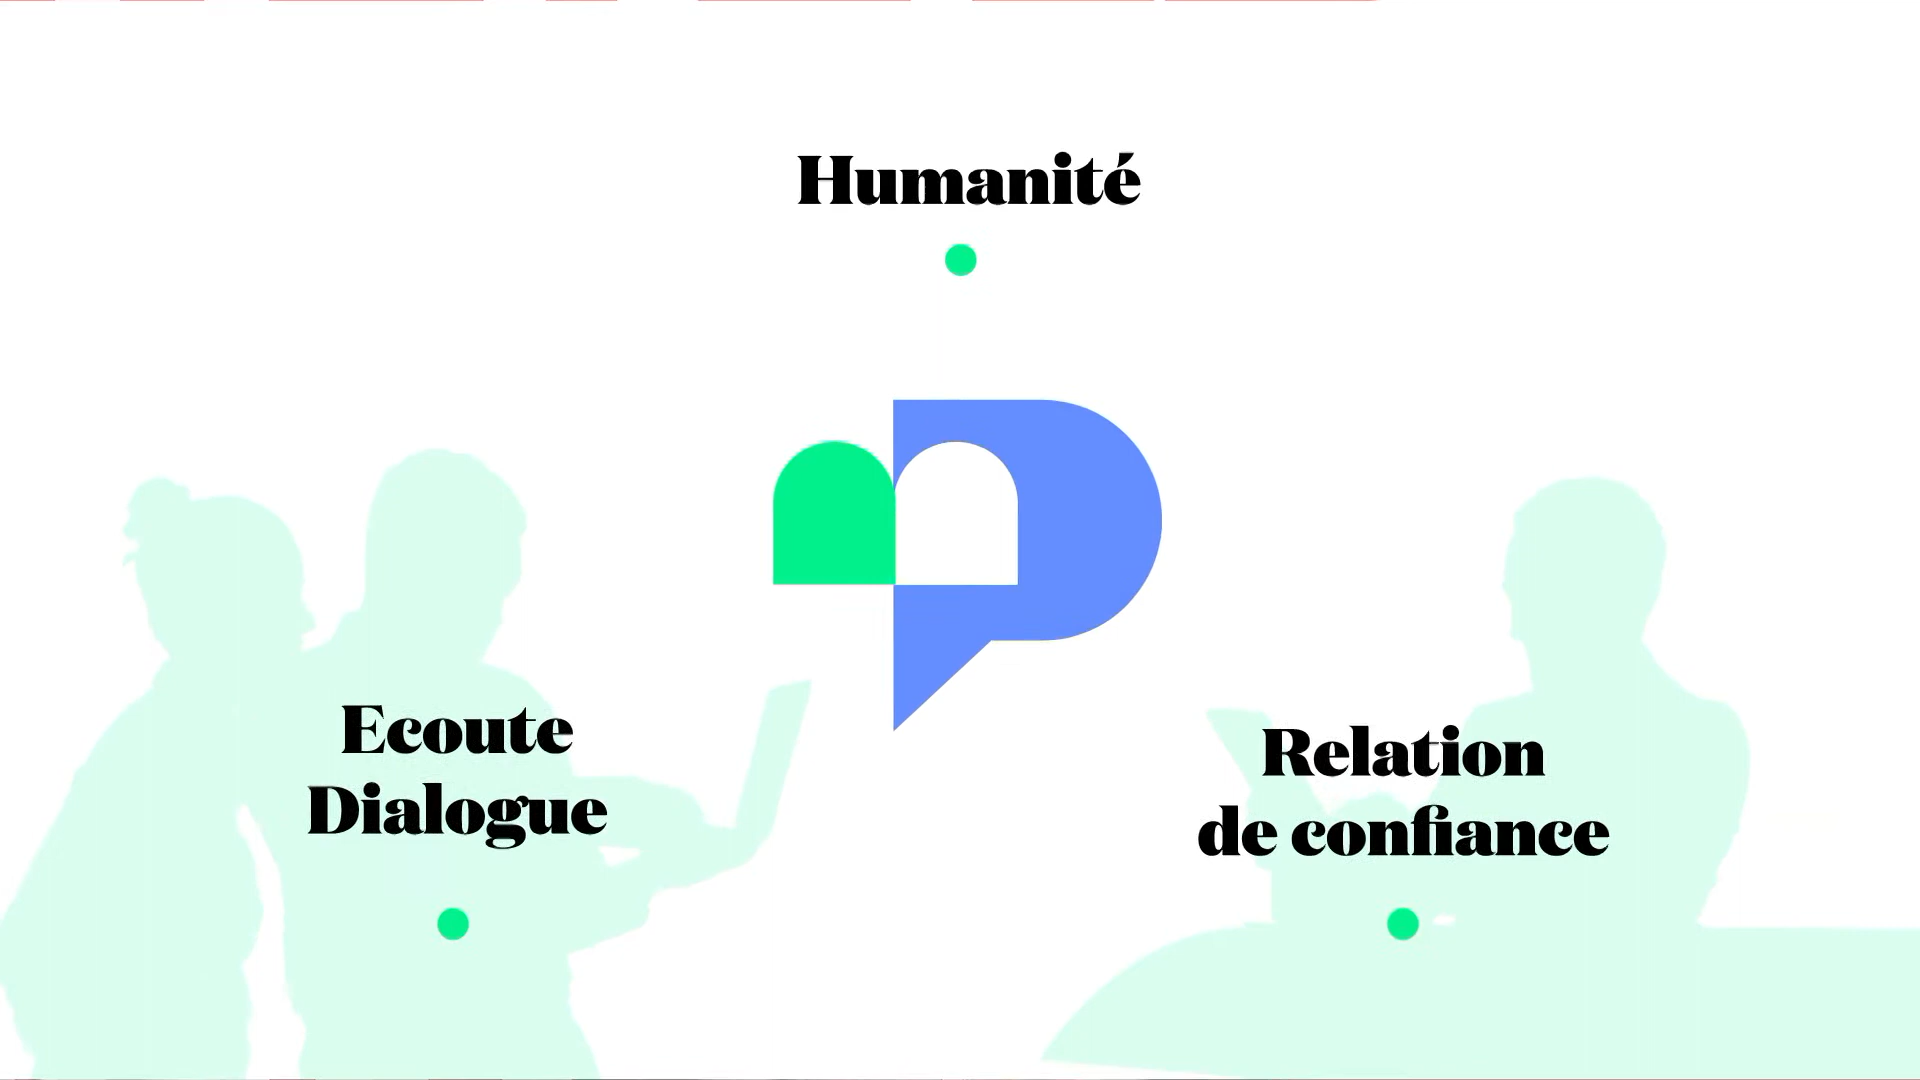 Humanité
Ecoute
Dialogue
Relation
de confiance